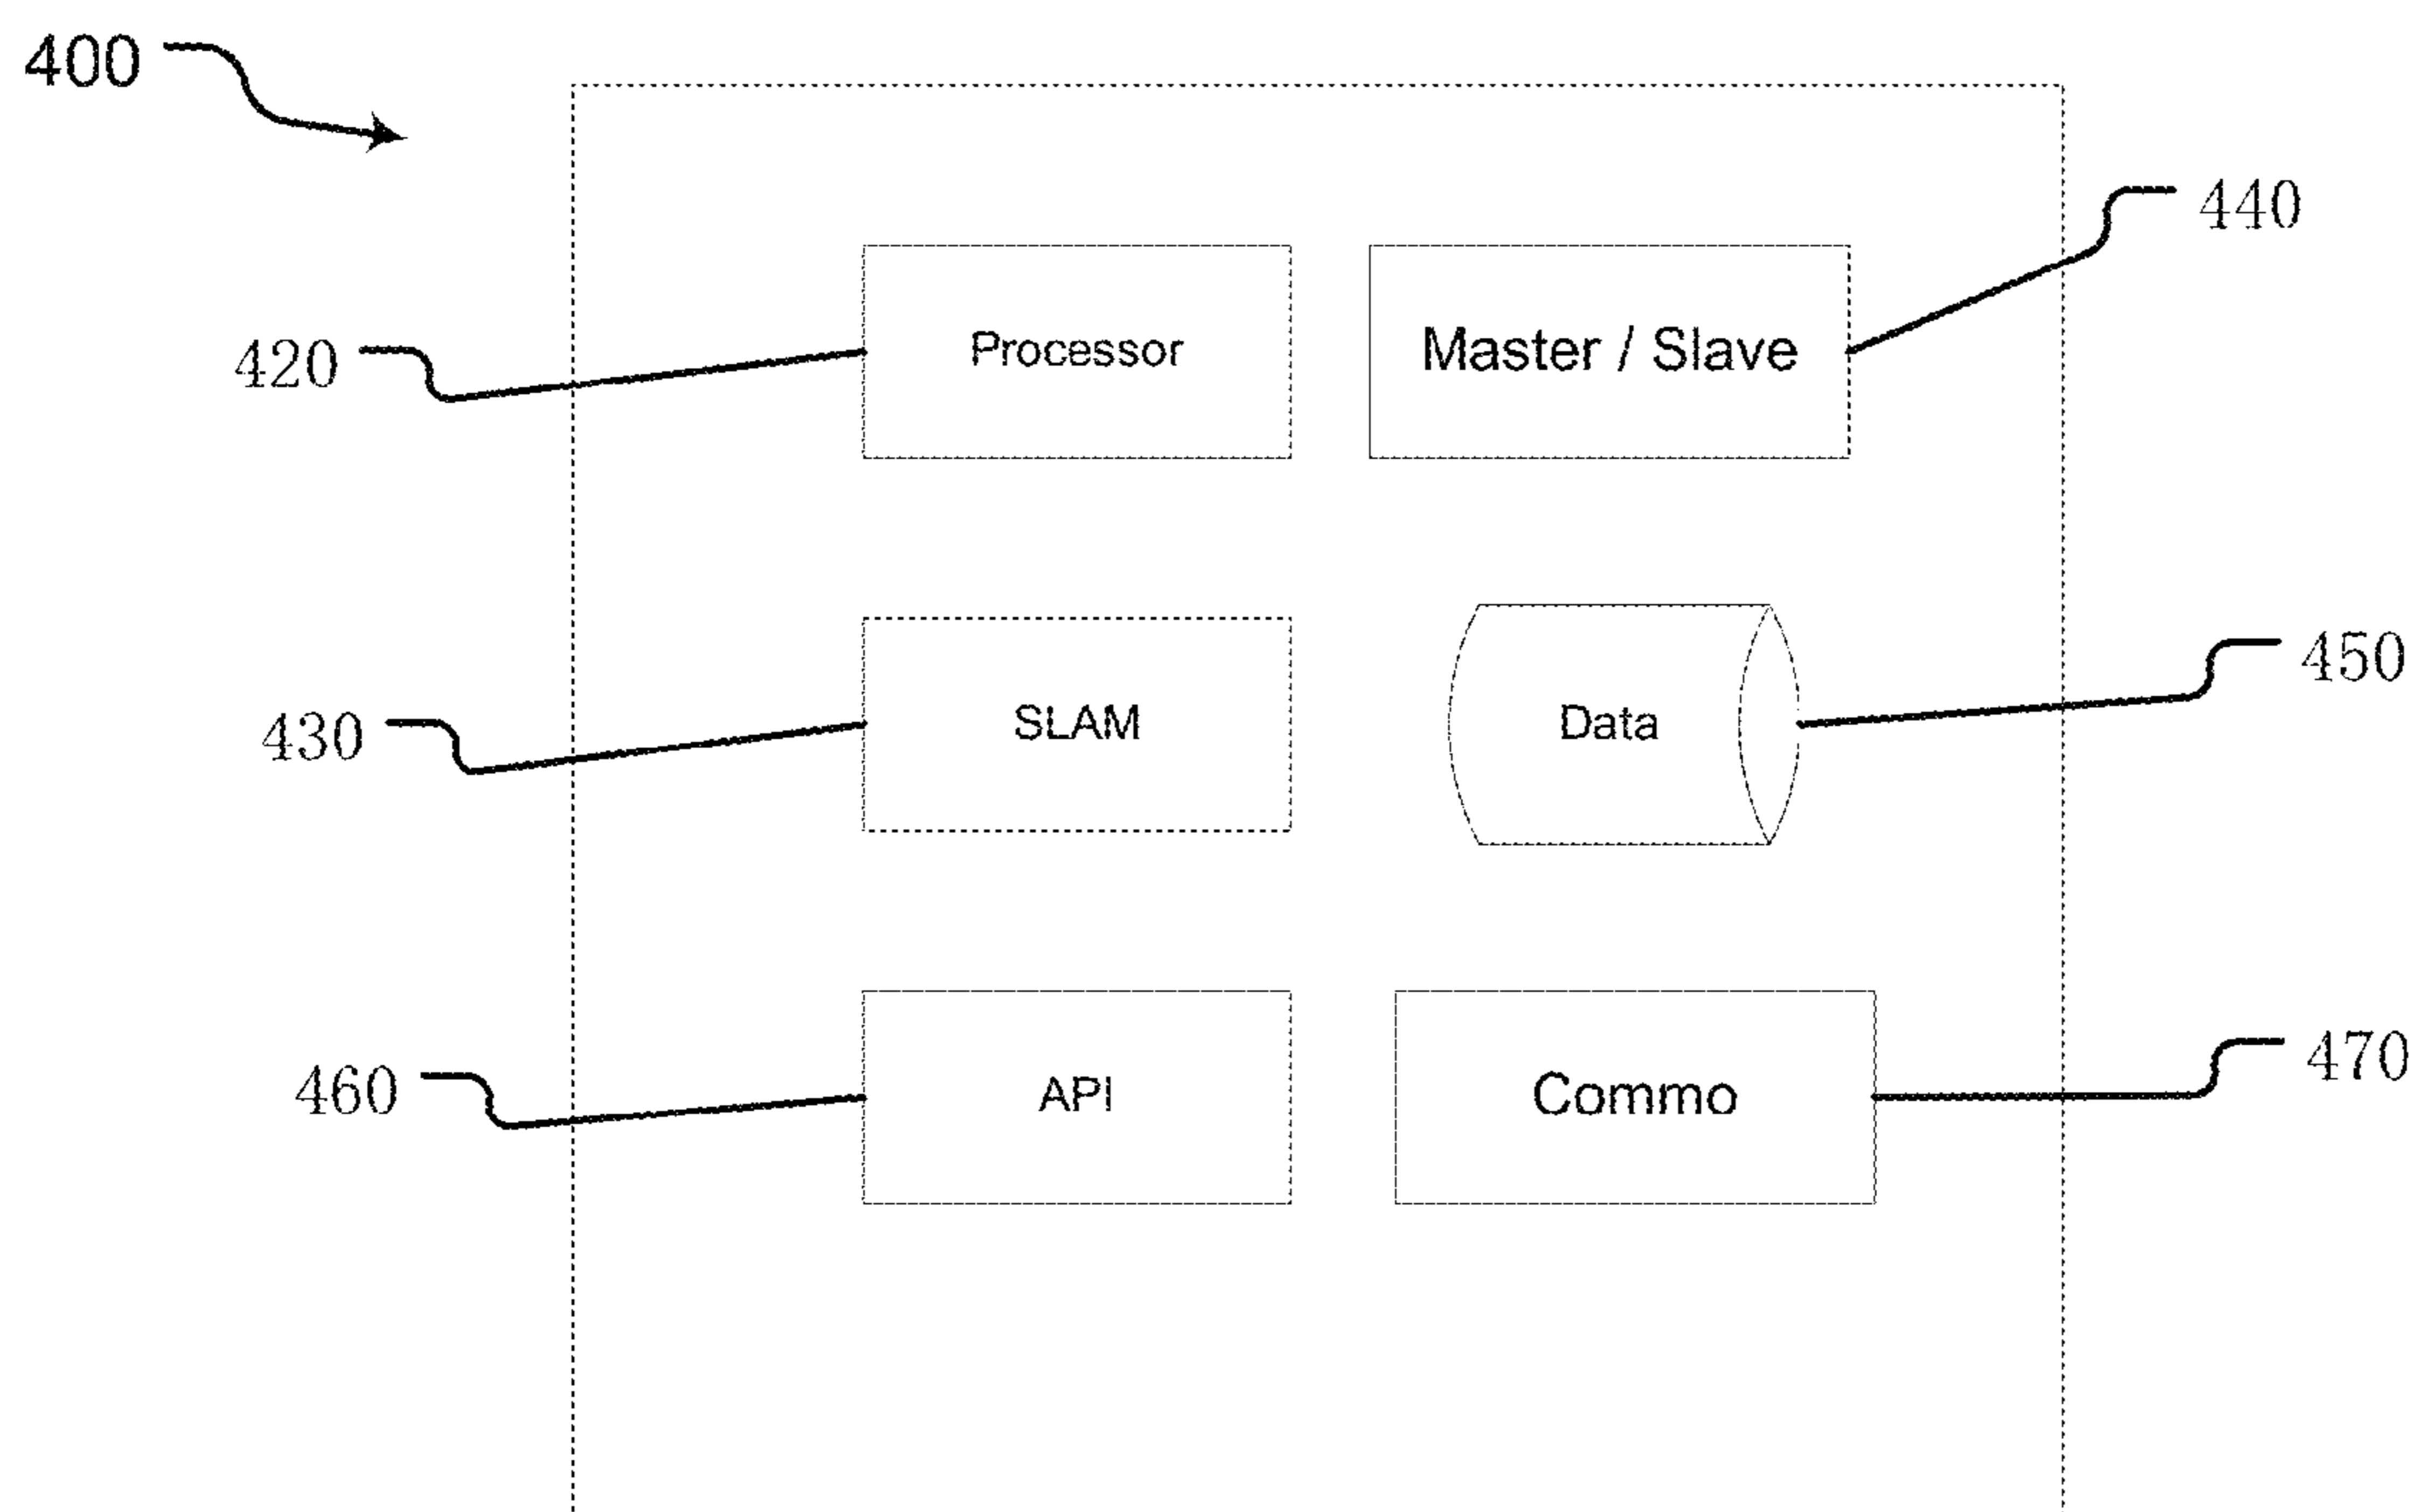 400
440
Processor
Master / Slave
420
450
SLAM
Data
430
470
API
Commo
460